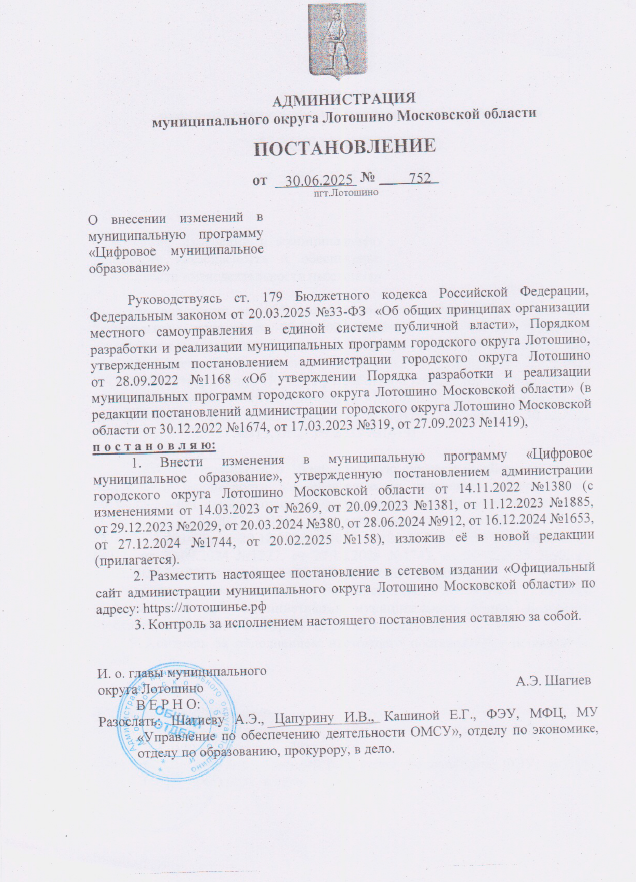 АДМИНИСТРАЦИЯ
муниципального округа Лотошино Московской области
ПОСТАНОВЛЕНИЕ
от 30.06.2025 № 752
пгт.Лотошино
О внесении изменений в
муниципальную программу
«Цифровое муниципальное
образование»
Руководствуясь ст. 179 Бюджетного кодекса Российской Федерации,
Федеральным законом от 20.03.2025 №33-ФЗ «Об общих принципах организации
местного самоуправления в единой системе публичной власти», Порядком
разработки и реализации муниципальных программ городского округа Лотошино,
утвержденным постановлением администрации городского округа Лотошино
от 28.09.2022 №1168 «Об утверждении Порядка разработки и реализации
муниципальных программ городского округа Лотошино Московской области» (в
редакции постановлений администрации городского округа Лотошино Московской
области от 30.12.2022 №1674, от 17.03.2023 №319, от 27.09.2023 №1419),
п о с т а н о в л я ю:
1. Внести изменения в муниципальную программу «Цифровое
муниципальное образование», утвержденную постановлением администрации
городского округа Лотошино Московской области от 14.11.2022 №1380 (с
изменениями от 14.03.2023 от №269, от 20.09.2023 №1381, от 11.12.2023 №1885,
от 29.12.2023 №2029, от 20.03.2024 №380, от 28.06.2024 №912, от 16.12.2024 №1653,
от 27.12.2024 №1744, от 20.02.2025 №158), изложив её в новой редакции
(прилагается).
2. Разместить настоящее постановление в сетевом издании «Официальный
сайт администрации муниципального округа Лотошино Московской области» по
адресу: https://лотошинье.рф
3. Контроль за исполнением настоящего постановления оставляю за собой.
И. о. главы муниципального
округа Лотошино А.Э. Шагиев
В Е Р Н О:
Разослать: Шагиеву А.Э., Цапурину И.В., Кашиной Е.Г., ФЭУ, МФЦ, МУ
«Управление по обеспечению деятельности ОМСУ», отделу по экономике,
отделу по образованию, прокурору, в дело.
ОБЩИЙ
ОТДЕЛ